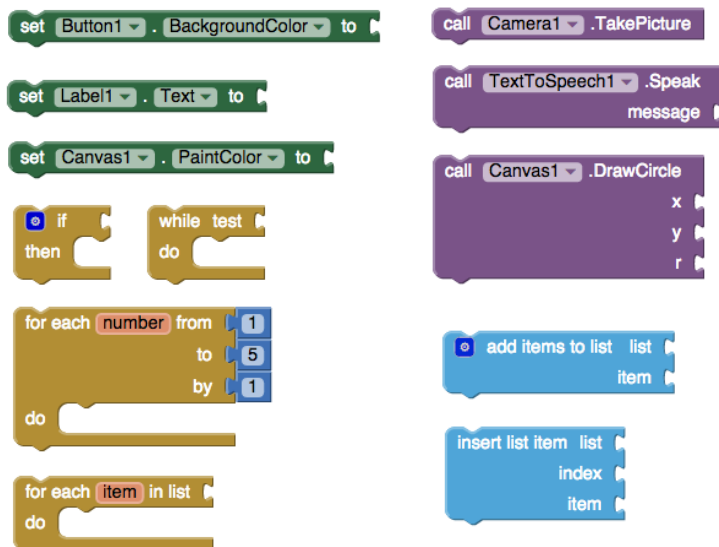 set Button1 . BackgroundColor to
set Label1 . Text to
set Canvas1 . PaintColor to
if
then
while test
do
for each number from 1
to 5
by 1
do
for each item in list
do
call Camera1 .TakePicture
call TextToSpeech1 .Speak
message
call Canvas1 .DrawCircle
x
y
r
add items to list list
item
insert list item list
index
item